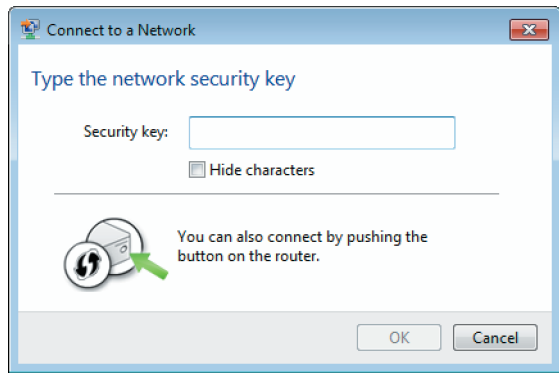 Connect to a Network
Type the network security key
Security key:
Hide characters
You can also connect by pushing the
button on the router.
OK Cancel